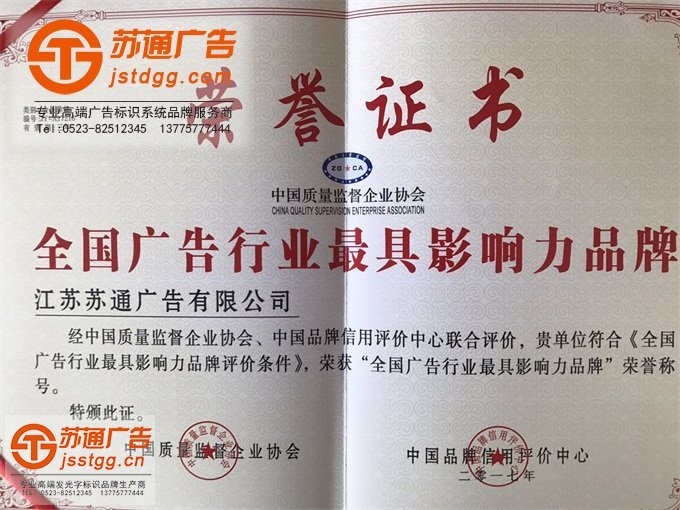 苏通广告
jstdgg.com
专业高端广告标识系统品牌服务商
Tel:0523-82512345 13775777444
荣誉证书
ZG★CA
中国质量监督企业协会
CHINA QUALITY SUPERVISION ENTERPRISE ASSOCIATION
全国广告行业最具影响力品牌
江苏苏通广告有限公司
经中国质量监督企业协会、中国品牌信用评价中心联合评价，贵单位符合《全国
广告行业最具影响力品牌评价条件》，荣获“全国广告行业最具影响力品牌”荣誉称
号。
特颁此证。
中国质量监督企业协会 中国品牌信用评价中心
二〇一七年
苏通广告
jsstgg.cn
专业高端发光字标识品牌生产商
Tel:0523-82512345 13775777444